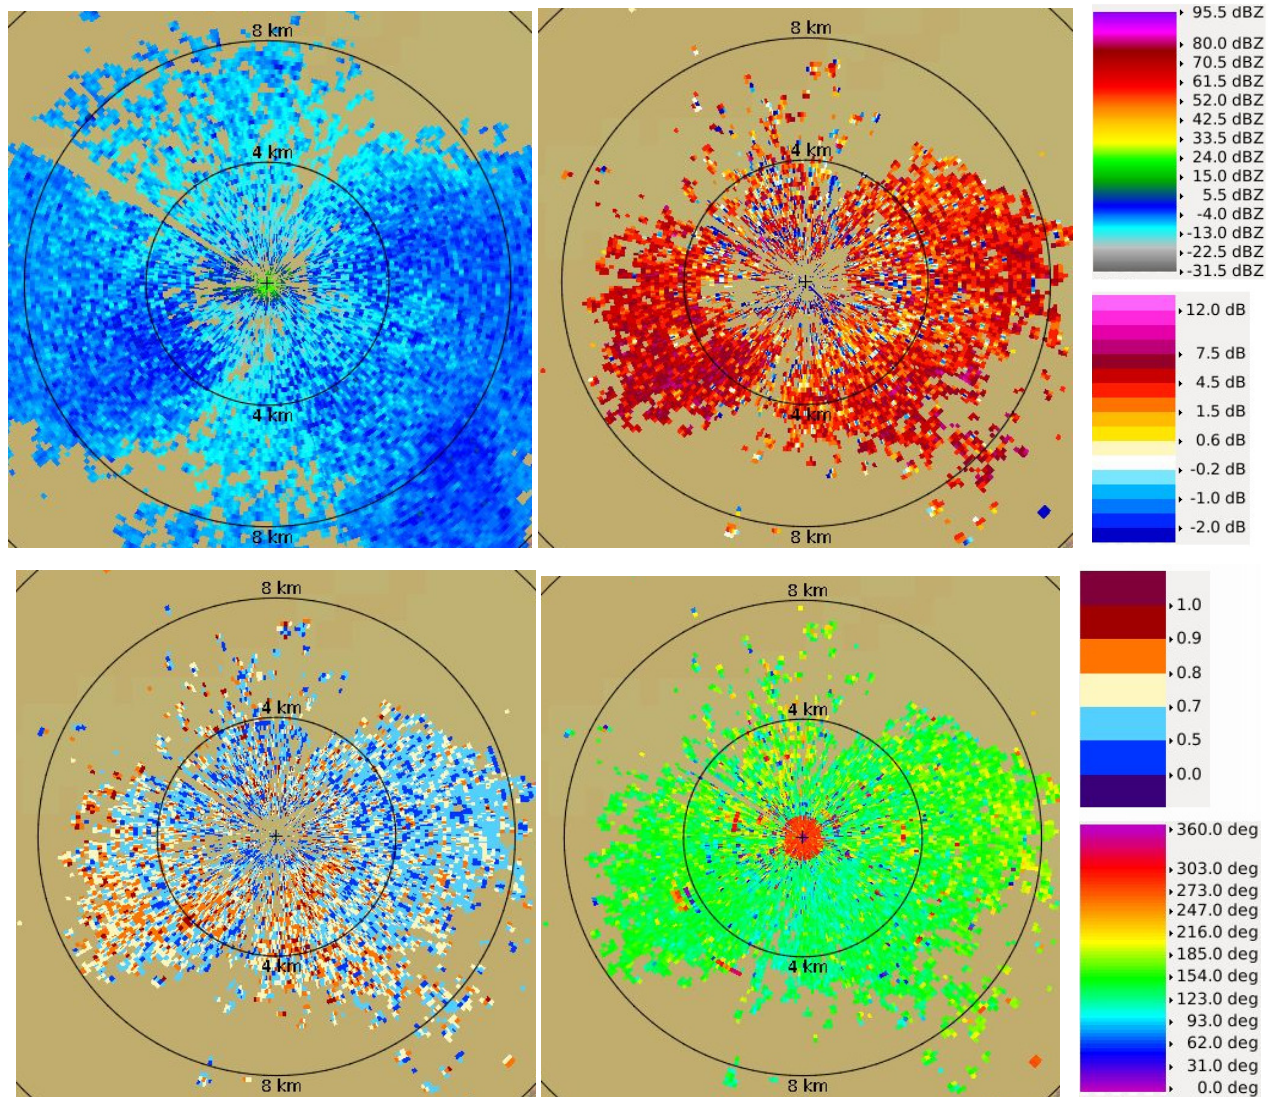 8 km
4 km
4 km
8 km
8 km
4 km
4 km
8 km
95.5 dBZ
80.0 dBZ
70.5 dBZ
61.5 dBZ
52.0 dBZ
42.5 dBZ
33.5 dBZ
24.0 dBZ
15.0 dBZ
5.5 dBZ
-4.0 dBZ
-13.0 dBZ
-22.5 dBZ
-31.5 dBZ
12.0 dB
7.5 dB
4.5 dB
1.5 dB
0.6 dB
-0.2 dB
-1.0 dB
-2.0 dB
8 km
4 km
4 km
8 km
8 km
4 km
4 km
8 km
1.0
0.9
0.8
0.7
0.5
0.0
360.0 deg
303.0 deg
273.0 deg
247.0 deg
216.0 deg
185.0 deg
154.0 deg
123.0 deg
93.0 deg
62.0 deg
31.0 deg
0.0 deg